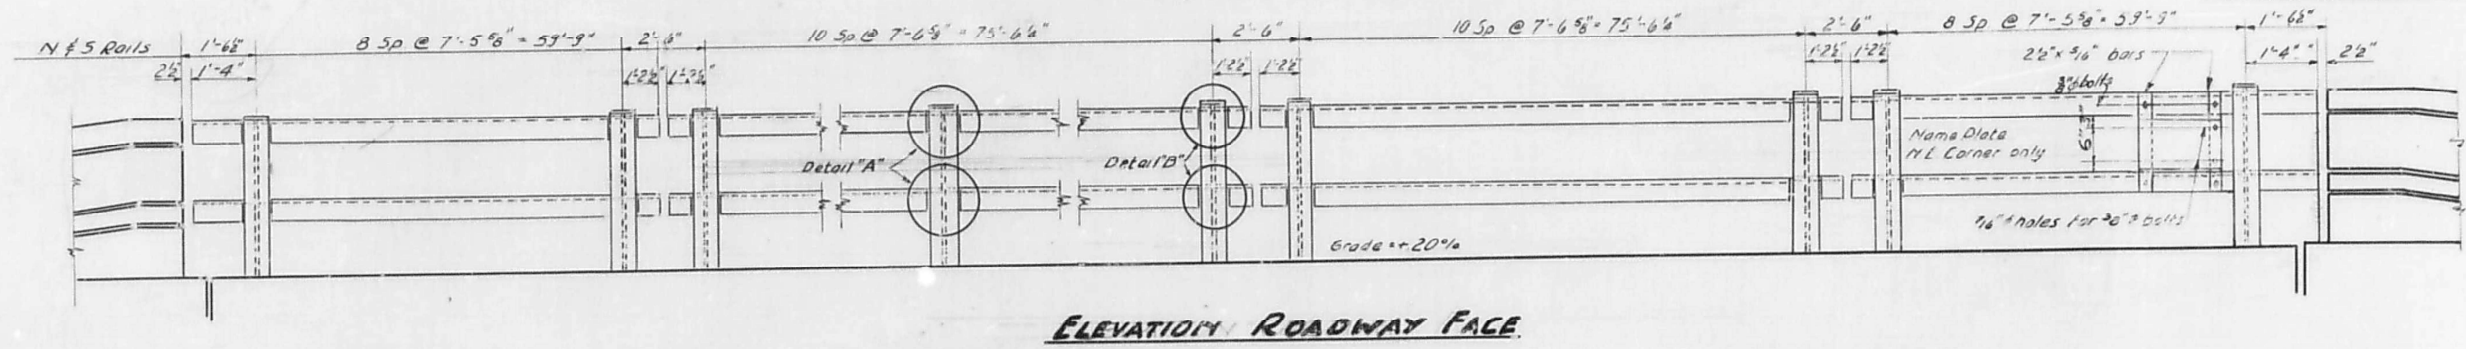 N & S Rails
1'-6½"
8 Sp @ 7'-5⅝" = 59'-9"
2'-6"
10 Sp @ 7'-6⅝" = 75'-6¼"
2'-6"
10 Sp @ 7'-6⅝" = 75'-6¼"
2'-6"
8 Sp @ 7'-5⅝" = 59'-9"
1'-6½"
2½"
1'-4"
1'-2½"
1'-2½"
1'-2½"
1'-2½"
1'-2½"
1'-2½"
2½" x 5/16" bars
1'-4"
2½"
⅜"φ bolts
Detail "A"
Detail "B"
Name Plate
N.E. Corner only
6"
7/16"φ holes for ⅜"φ bolts
Grade = +.20%
ELEVATION ROADWAY FACE